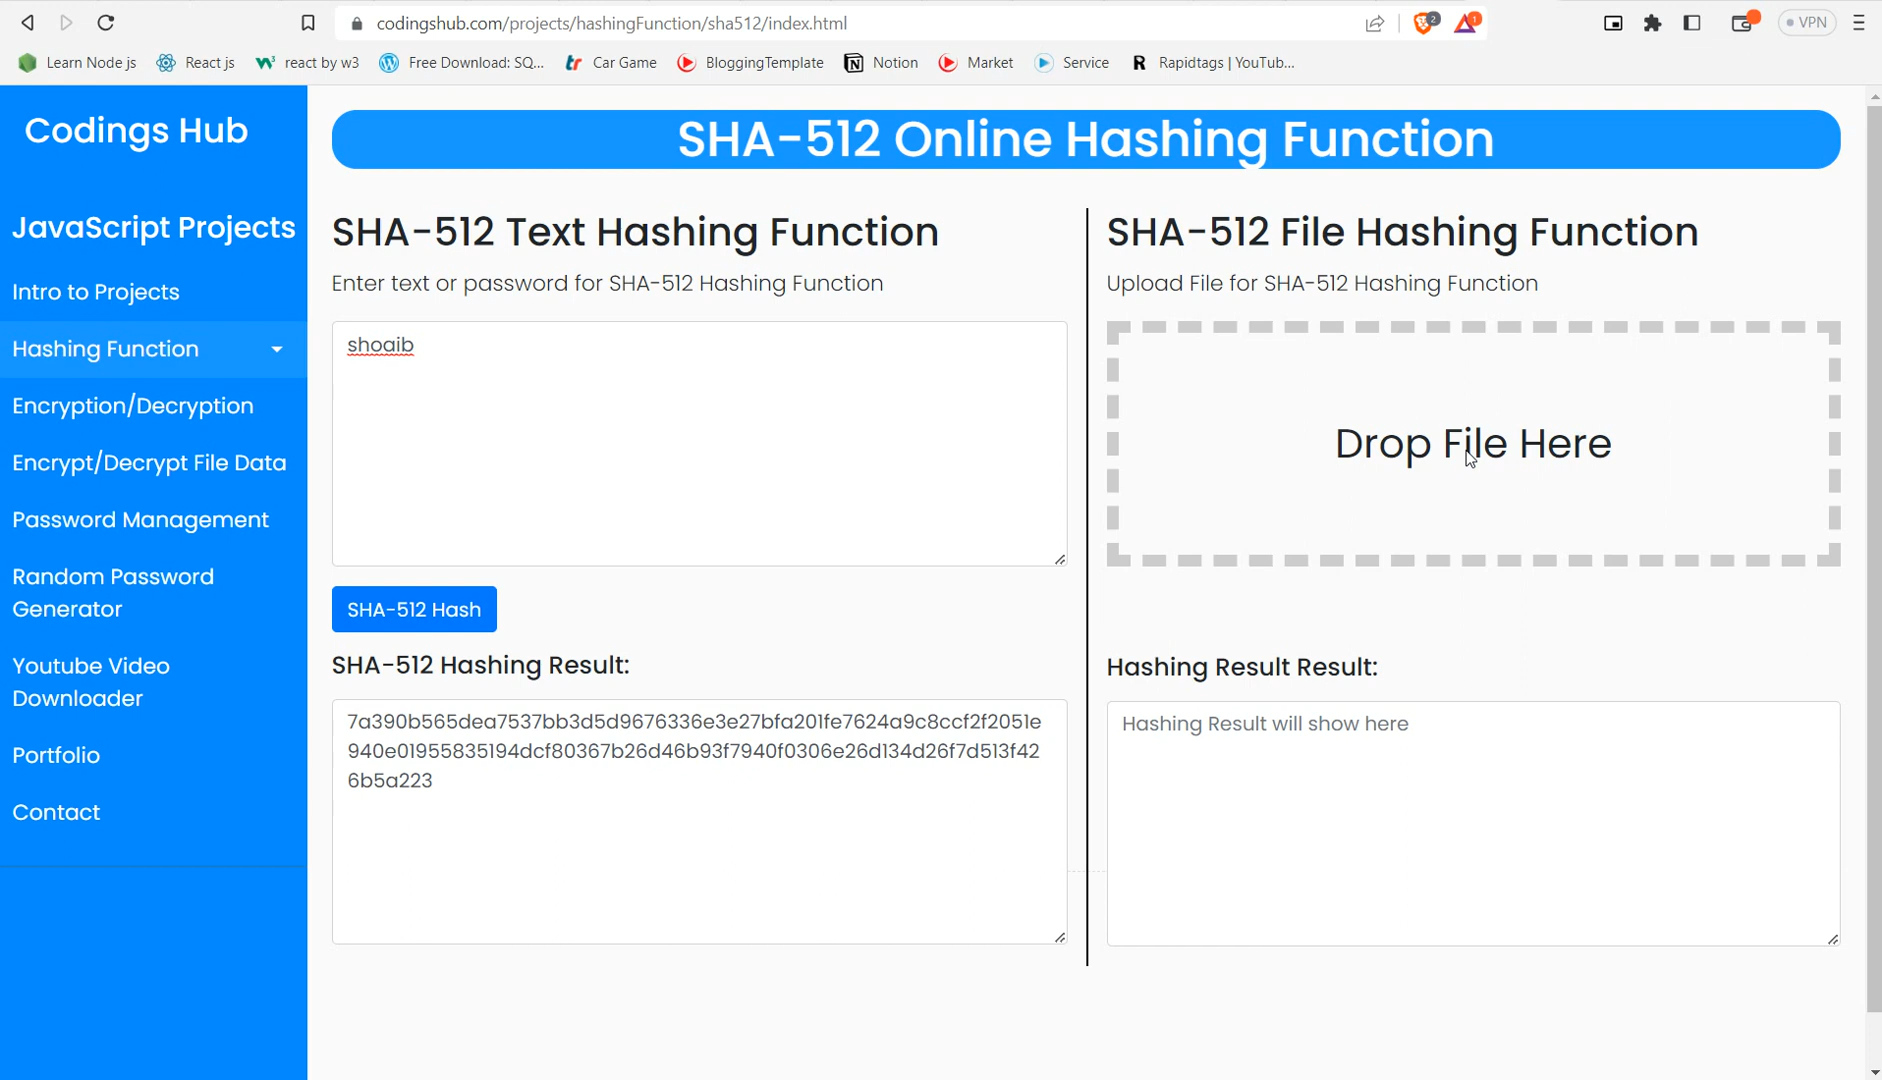 codingshub.com/projects/hashingFunction/sha512/index.html
2
1
VPN
Learn Node js
React js
react by w3
Free Download: SQ...
Car Game
BloggingTemplate
Notion
Market
Service
Rapidtags | YouTub...
Codings Hub
JavaScript Projects
Intro to Projects
Hashing Function
Encryption/Decryption
Encrypt/Decrypt File Data
Password Management
Random Password
Generator
Youtube Video
Downloader
Portfolio
Contact
SHA-512 Online Hashing Function
SHA-512 Text Hashing Function
Enter text or password for SHA-512 Hashing Function
shoaib
SHA-512 Hash
SHA-512 Hashing Result:
7a390b565dea7537bb3d5d9676336e3e27bfa201fe7624a9c8ccf2f2051e
940e01955835194dcf80367b26d46b93f7940f0306e26d134d26f7d513f42
6b5a223
SHA-512 File Hashing Function
Upload File for SHA-512 Hashing Function
Drop File Here
Hashing Result Result:
Hashing Result will show here